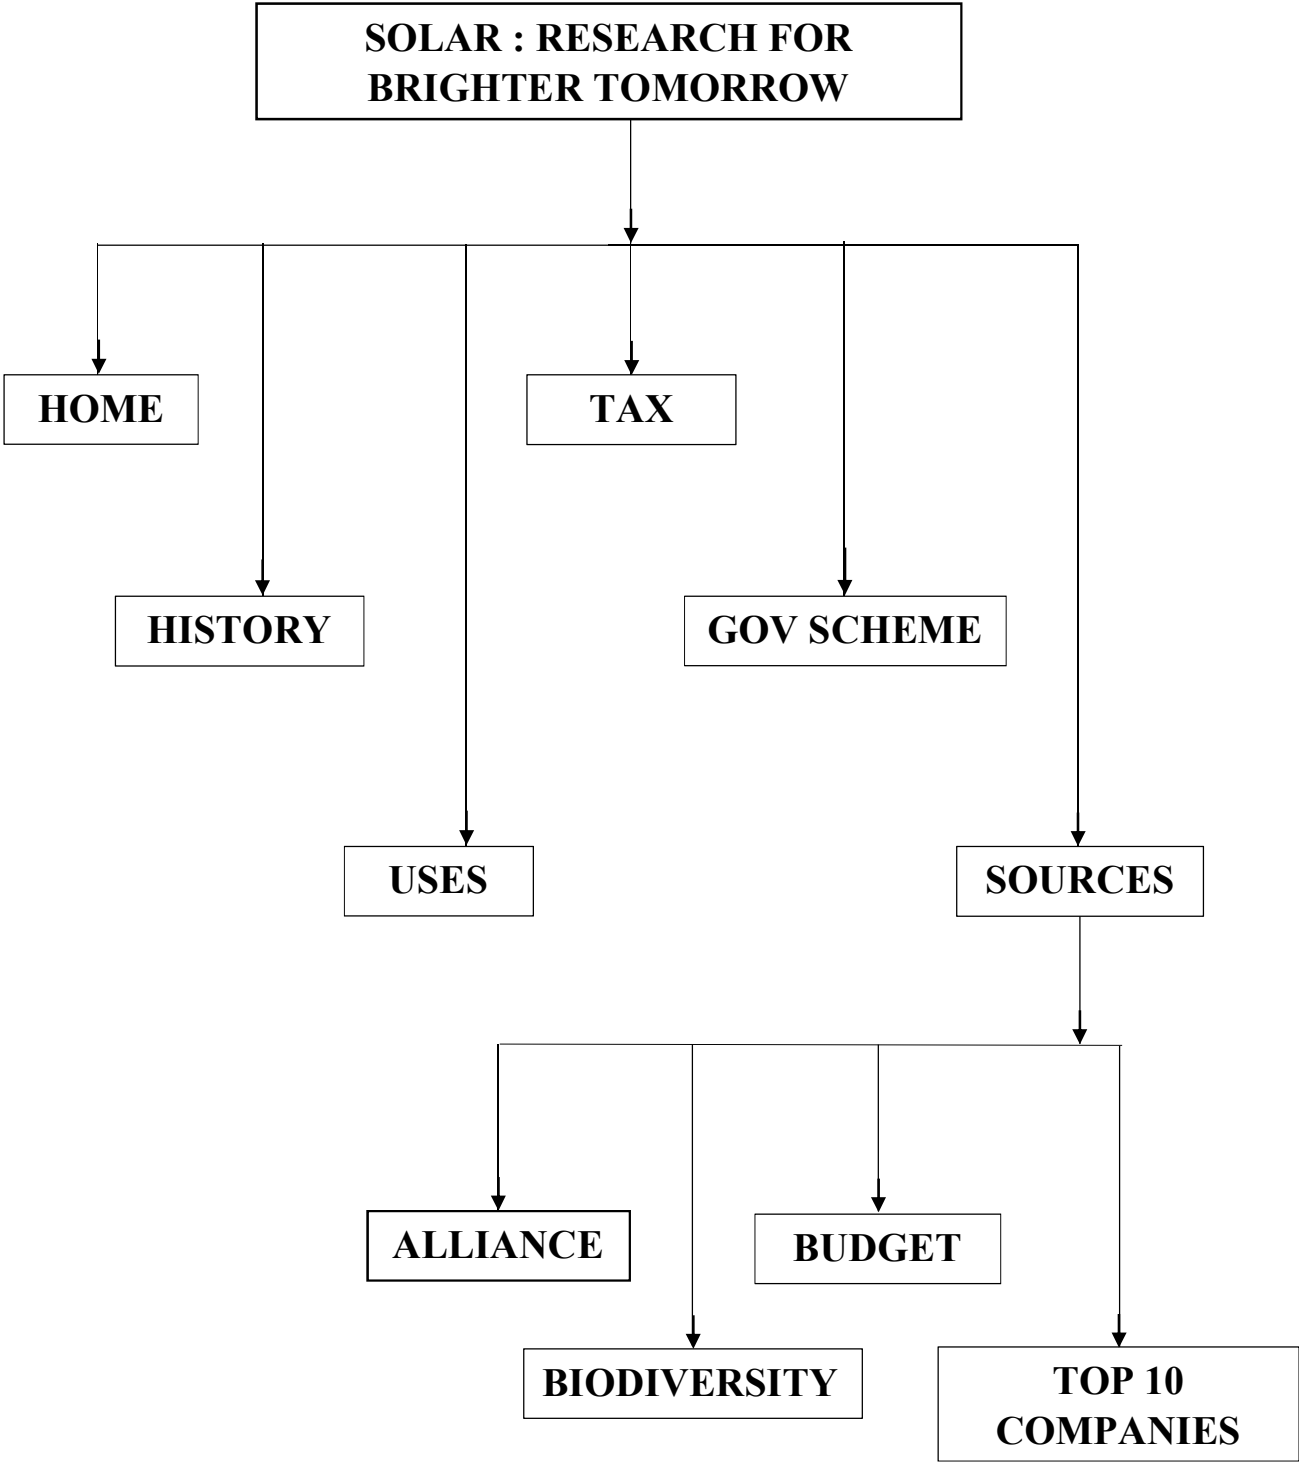 SOLAR : RESEARCH FOR
BRIGHTER TOMORROW
HOME
TAX
HISTORY
GOV SCHEME
USES
SOURCES
ALLIANCE
BUDGET
BIODIVERSITY
TOP 10
COMPANIES